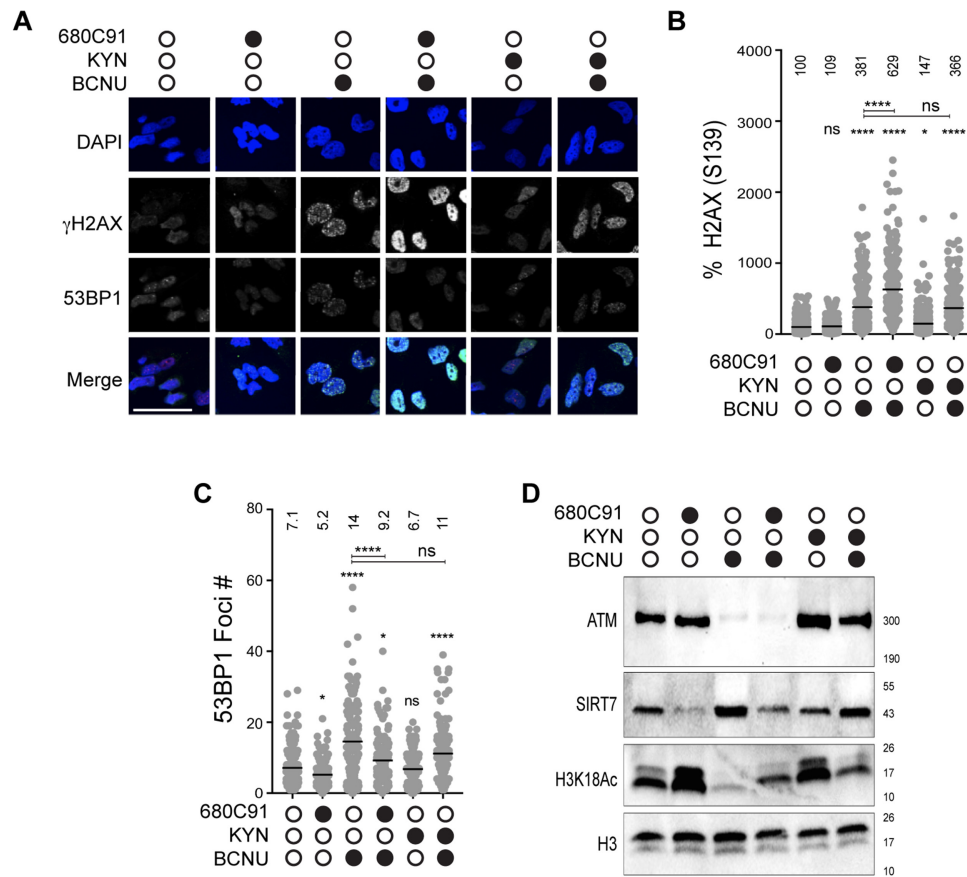 A
680C91
KYN
BCNU
DAPI
γH2AX
53BP1
Merge
B
% H2AX (S139)
4000
3000
2000
1000
0
100 109 381 629 147 366
**** ns
ns **** **** * ****
680C91
KYN
BCNU
C
53BP1 Foci #
80
60
40
20
0
7.1 5.2 14 9.2 6.7 11
**** ns
****
* ****
* ns
680C91
KYN
BCNU
D
680C91
KYN
BCNU
ATM
300
190
SIRT7
55
43
H3K18Ac
26
17
10
H3
26
17
10